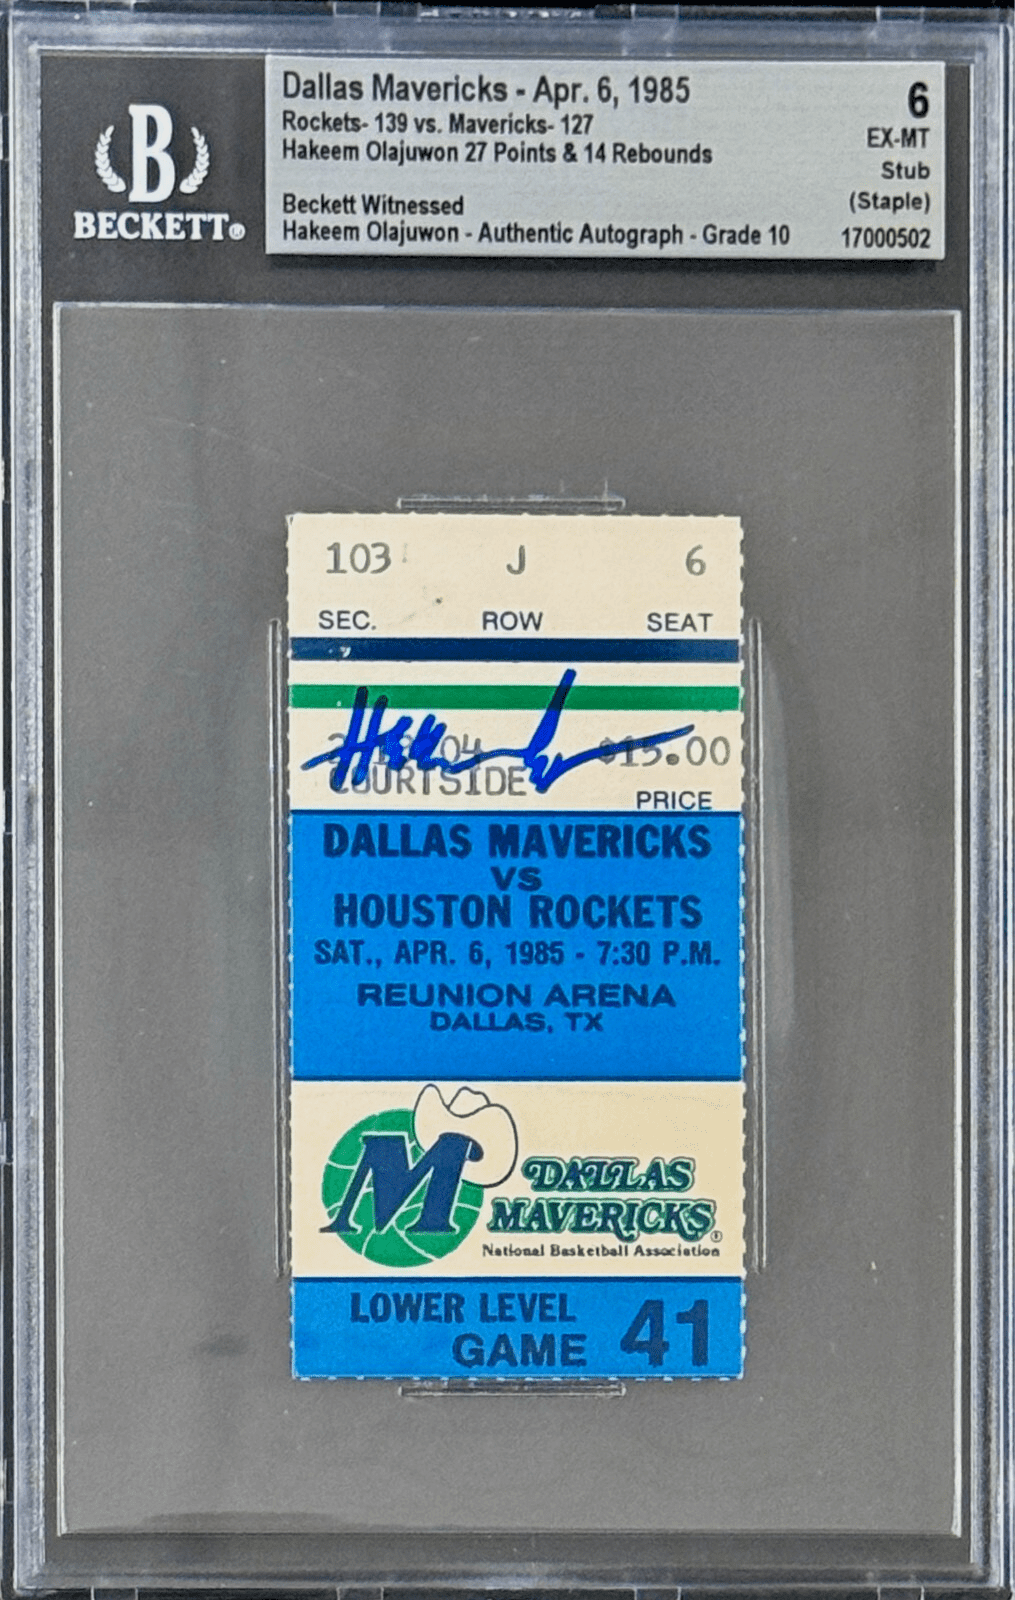 Dallas Mavericks - Apr. 6, 1985
6
Rockets- 139 vs. Mavericks- 127
EX-MT
Hakeem Olajuwon 27 Points & 14 Rebounds
Stub
Beckett Witnessed
(Staple)
Hakeem Olajuwon - Authentic Autograph - Grade 10
17000502
B
BECKETT
103 J 6
SEC. ROW SEAT
$15.00
COURTSIDE
PRICE
DALLAS MAVERICKS
VS
HOUSTON ROCKETS
SAT., APR. 6, 1985 - 7:30 P.M.
REUNION ARENA
DALLAS, TX
M
DALLAS
MAVERICKS®
National Basketball Association
LOWER LEVEL
GAME 41